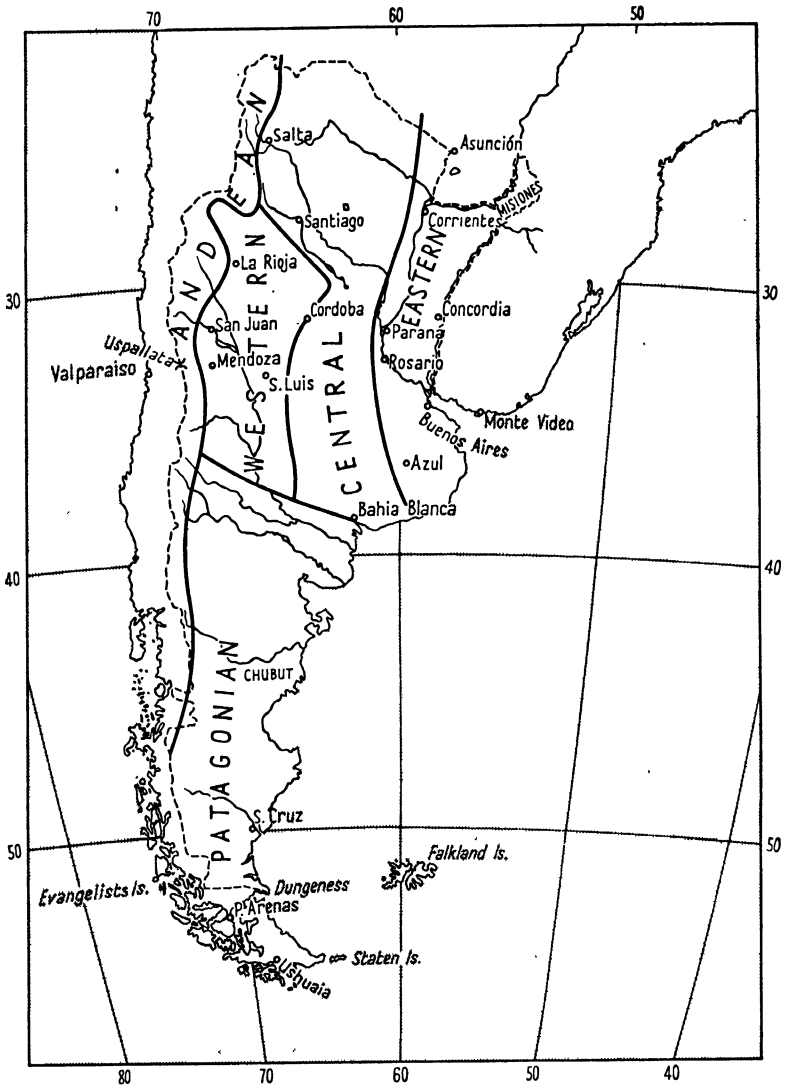 70 60 50
ANDEAN
Salta
Asunción
MISIONES
Santiago
Corrientes
EASTERN
WESTERN
La Rioja
30
30
Cordoba
Concordia
San Juan
Parana
Uspallata
Mendoza
Rosario
Valparaiso
S. Luis
CENTRAL
Monte Video
Buenos Aires
Azul
Bahia Blanca
40
40
PATAGONIAN
CHUBUT
S. Cruz
50
50
Falkland Is.
Evangelists Is.
Dungeness
P. Arenas
Staten Is.
Ushuaia
80 70 60 50 40